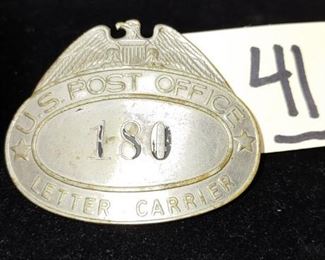 U.S. POST OFFICE
180
LETTER CARRIER
41